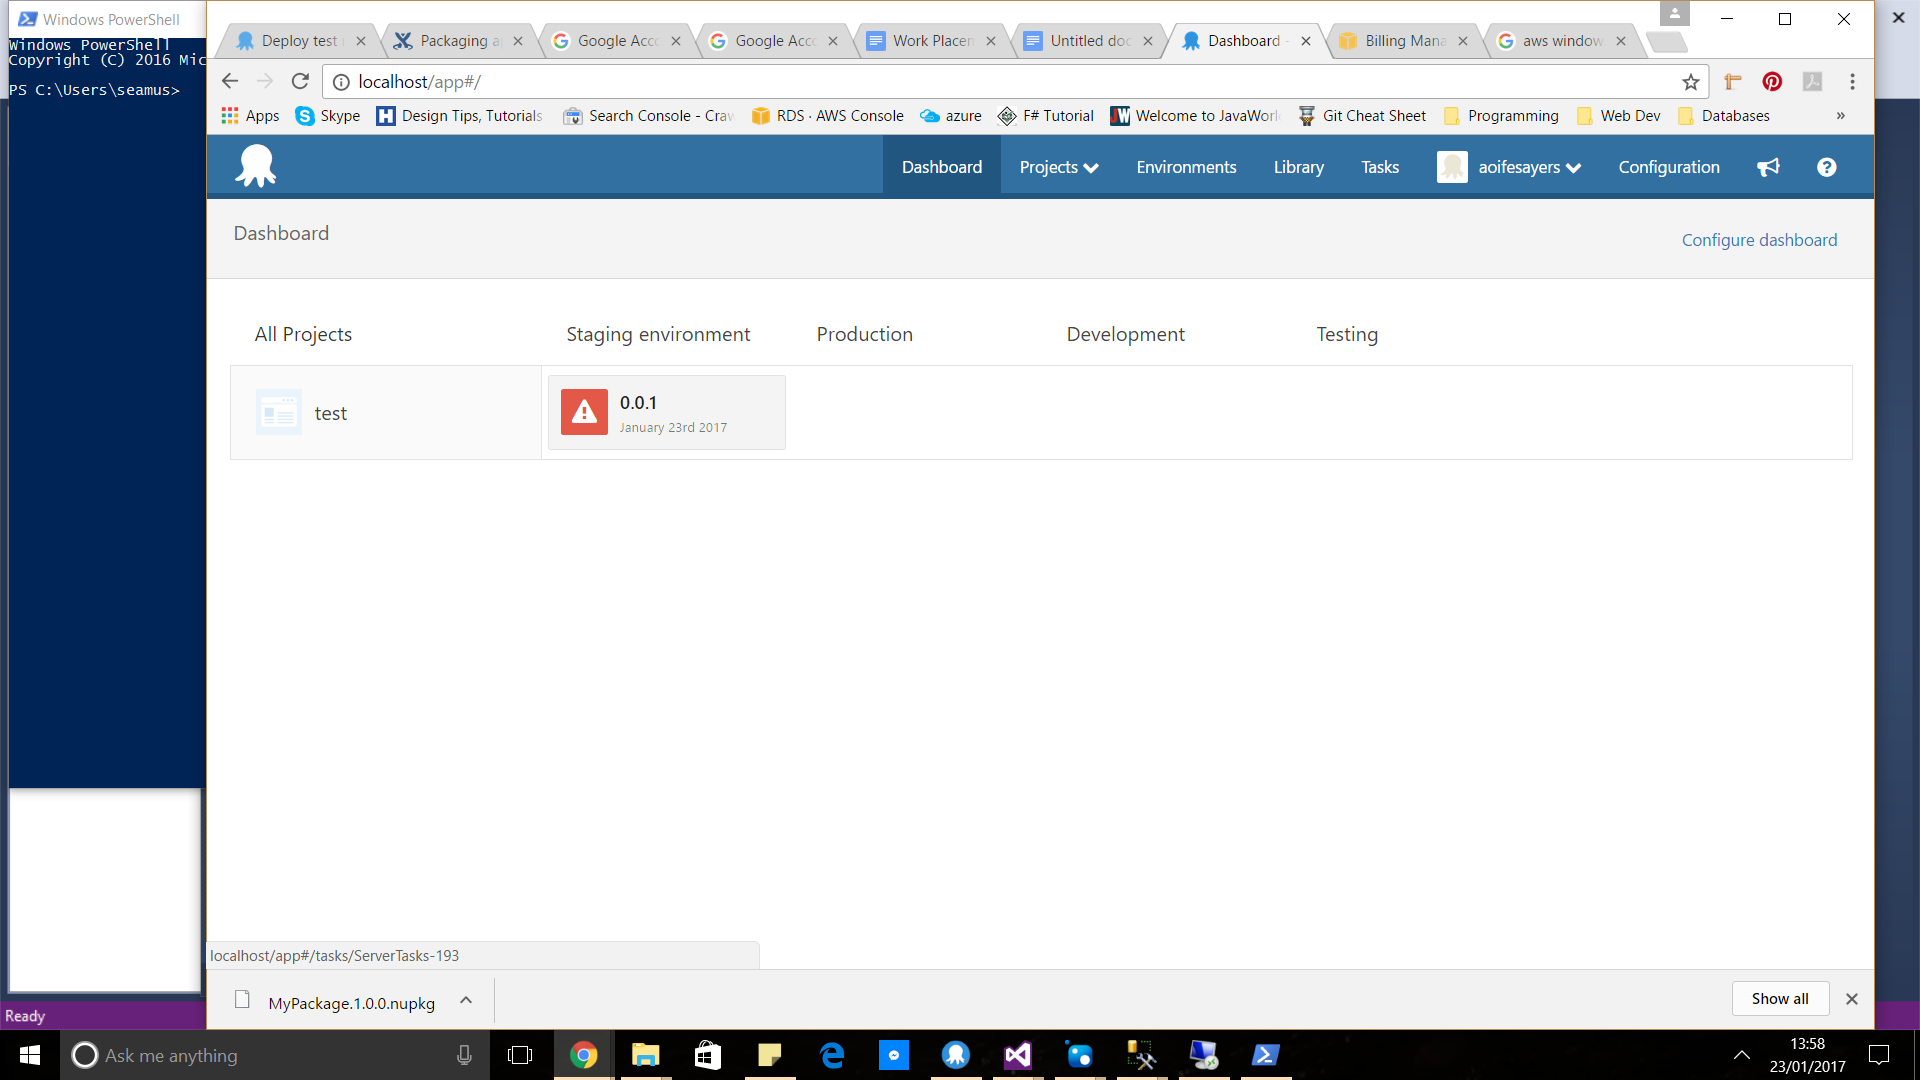 Windows PowerShell
Windows PowerShell
Copyright (C) 2016 Mic
PS C:\Users\seamus>
Deploy test
Packaging a
Google Acco
Google Acco
Work Placem
Untitled doc
Dashboard -
Billing Mana
aws window
localhost/app#/
Apps
Skype
Design Tips, Tutorials
Search Console - Craw
RDS · AWS Console
azure
F# Tutorial
Welcome to JavaWorl
Git Cheat Sheet
Programming
Web Dev
Databases
»
Dashboard
Projects
Environments
Library
Tasks
aoifesayers
Configuration
Dashboard
Configure dashboard
All Projects
Staging environment
Production
Development
Testing
test
0.0.1
January 23rd 2017
localhost/app#/tasks/ServerTasks-193
MyPackage.1.0.0.nupkg
Show all
Ready
Ask me anything
13:58
23/01/2017